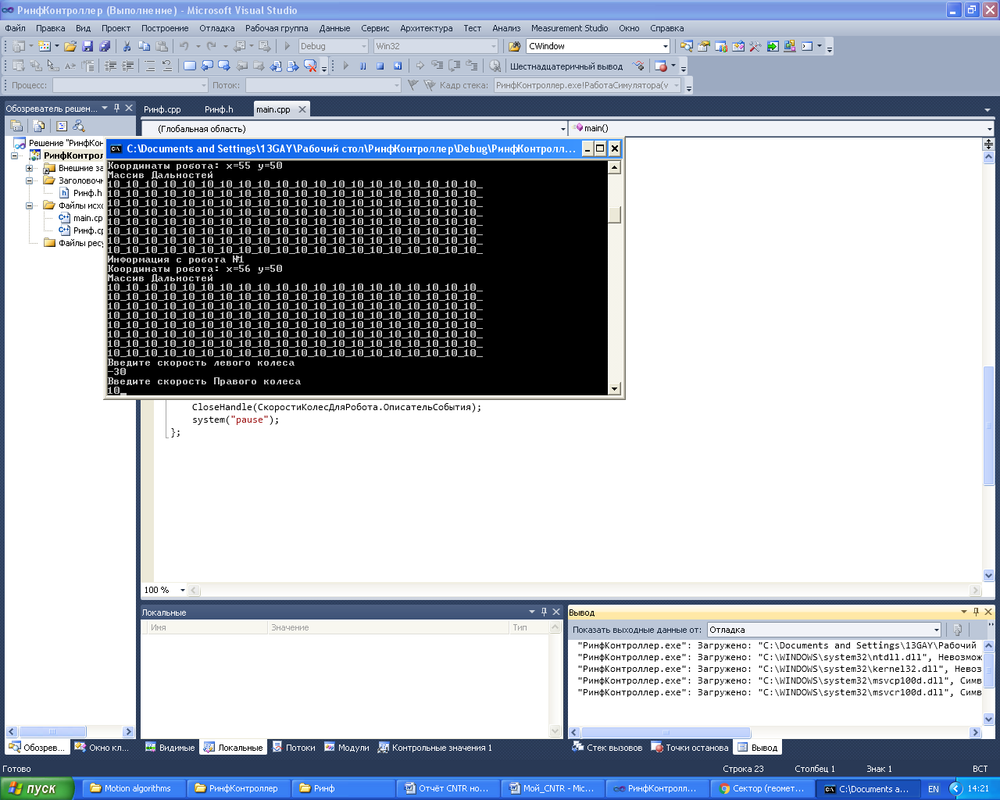 РинфКонтроллер (Выполнение) - Microsoft Visual Studio
Файл Правка Вид Проект Построение Отладка Рабочая группа Данные Сервис Архитектура Тест Анализ Measurement Studio Окно Справка
Debug Win32 CWindow
Шестнадцатеричный вывод
Процесс: Поток: Кадр стека: РинфКонтроллер.exe!РаботаСимулятора(v
Обозреватель решен...
Ринф.cpp Ринф.h main.cpp
(Глобальная область) main()
Решение "РинфКон
РинфКонтрол
Внешние за
Заголовочн
Ринф.h
Файлы исхо
main.cp
Ринф.cp
Файлы ресу
C:\Documents and Settings\13GAY\Рабочий стол\РинфКонтроллер\Debug\РинфКонтролл...
Координаты робота: x=55 y=50
Массив Дальностей
10_10_10_10_10_10_10_10_10_10_10_10_10_10_10_10_10_10_10_10_
10_10_10_10_10_10_10_10_10_10_10_10_10_10_10_10_10_10_10_10_
10_10_10_10_10_10_10_10_10_10_10_10_10_10_10_10_10_10_10_10_
10_10_10_10_10_10_10_10_10_10_10_10_10_10_10_10_10_10_10_10_
10_10_10_10_10_10_10_10_10_10_10_10_10_10_10_10_10_10_10_10_
10_10_10_10_10_10_10_10_10_10_10_10_10_10_10_10_10_10_10_10_
10_10_10_10_10_10_10_10_10_10_10_10_10_10_10_10_10_10_10_10_
10_10_10_10_10_10_10_10_10_10_10_10_10_10_10_10_10_10_10_10_
Информация с робота №1
Координаты робота: x=56 y=50
Массив Дальностей
10_10_10_10_10_10_10_10_10_10_10_10_10_10_10_10_10_10_10_10_
10_10_10_10_10_10_10_10_10_10_10_10_10_10_10_10_10_10_10_10_
10_10_10_10_10_10_10_10_10_10_10_10_10_10_10_10_10_10_10_10_
10_10_10_10_10_10_10_10_10_10_10_10_10_10_10_10_10_10_10_10_
10_10_10_10_10_10_10_10_10_10_10_10_10_10_10_10_10_10_10_10_
10_10_10_10_10_10_10_10_10_10_10_10_10_10_10_10_10_10_10_10_
10_10_10_10_10_10_10_10_10_10_10_10_10_10_10_10_10_10_10_10_
10_10_10_10_10_10_10_10_10_10_10_10_10_10_10_10_10_10_10_10_
Введите скорость левого колеса
-30
Введите скорость Правого колеса
10_
CloseHandle(СкоростиКолесДляРобота.ОписательСобытия);
system("pause");
};
100 %
Локальные
Имя Значение Тип
Вывод
Показать выходные данные от: Отладка
"РинфКонтроллер.exe": Загружено: "C:\Documents and Settings\13GAY\Рабочий
"РинфКонтроллер.exe": Загружено: "C:\WINDOWS\system32\ntdll.dll", Невозмож
"РинфКонтроллер.exe": Загружено: "C:\WINDOWS\system32\kernel32.dll", Невоз
"РинфКонтроллер.exe": Загружено: "C:\WINDOWS\system32\msvcp100d.dll", Симв
"РинфКонтроллер.exe": Загружено: "C:\WINDOWS\system32\msvcr100d.dll", Симв
Обозрев... Окно кл... Видимые Локальные Потоки Модули Контрольные значения 1 Стек вызовов Точки останова Вывод
Готово Строка 23 Столбец 1 Знак 1 ВСТ
пуск Motion algorithms РинфКонтроллер Ринф Отчёт CNTR но... Мой_CNTR - Mic... РинфКонтролл... Сектор (геомет... C:\Documents a... EN 14:21